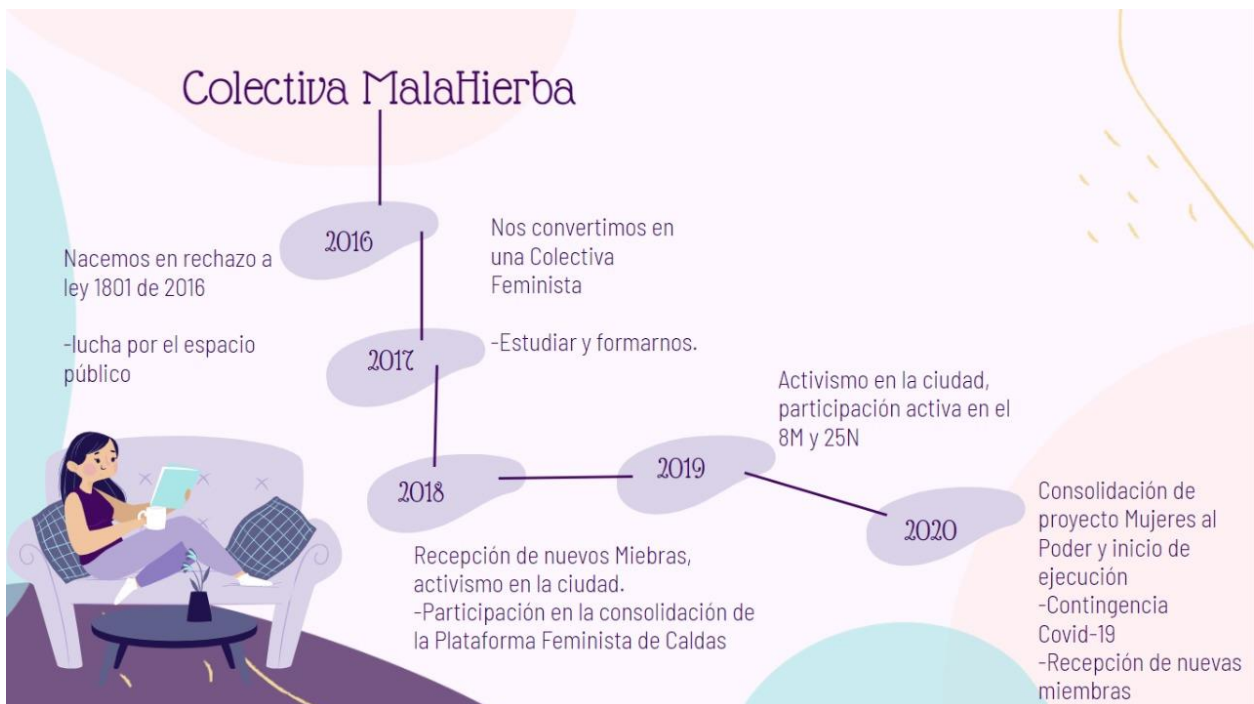 Colectiva MalaHierba
2016
Nacemos en rechazo a
ley 1801 de 2016
-lucha por el espacio
público
2017
Nos convertimos en
una Colectiva
Feminista
-Estudiar y formarnos.
2018
Recepción de nuevos Miebras,
activismo en la ciudad.
-Participación en la consolidación de
la Plataforma Feminista de Caldas
2019
Activismo en la ciudad,
participación activa en el
8M y 25N
2020
Consolidación de
proyecto Mujeres al
Poder y inicio de
ejecución
-Contingencia
Covid-19
-Recepción de nuevas
miembras